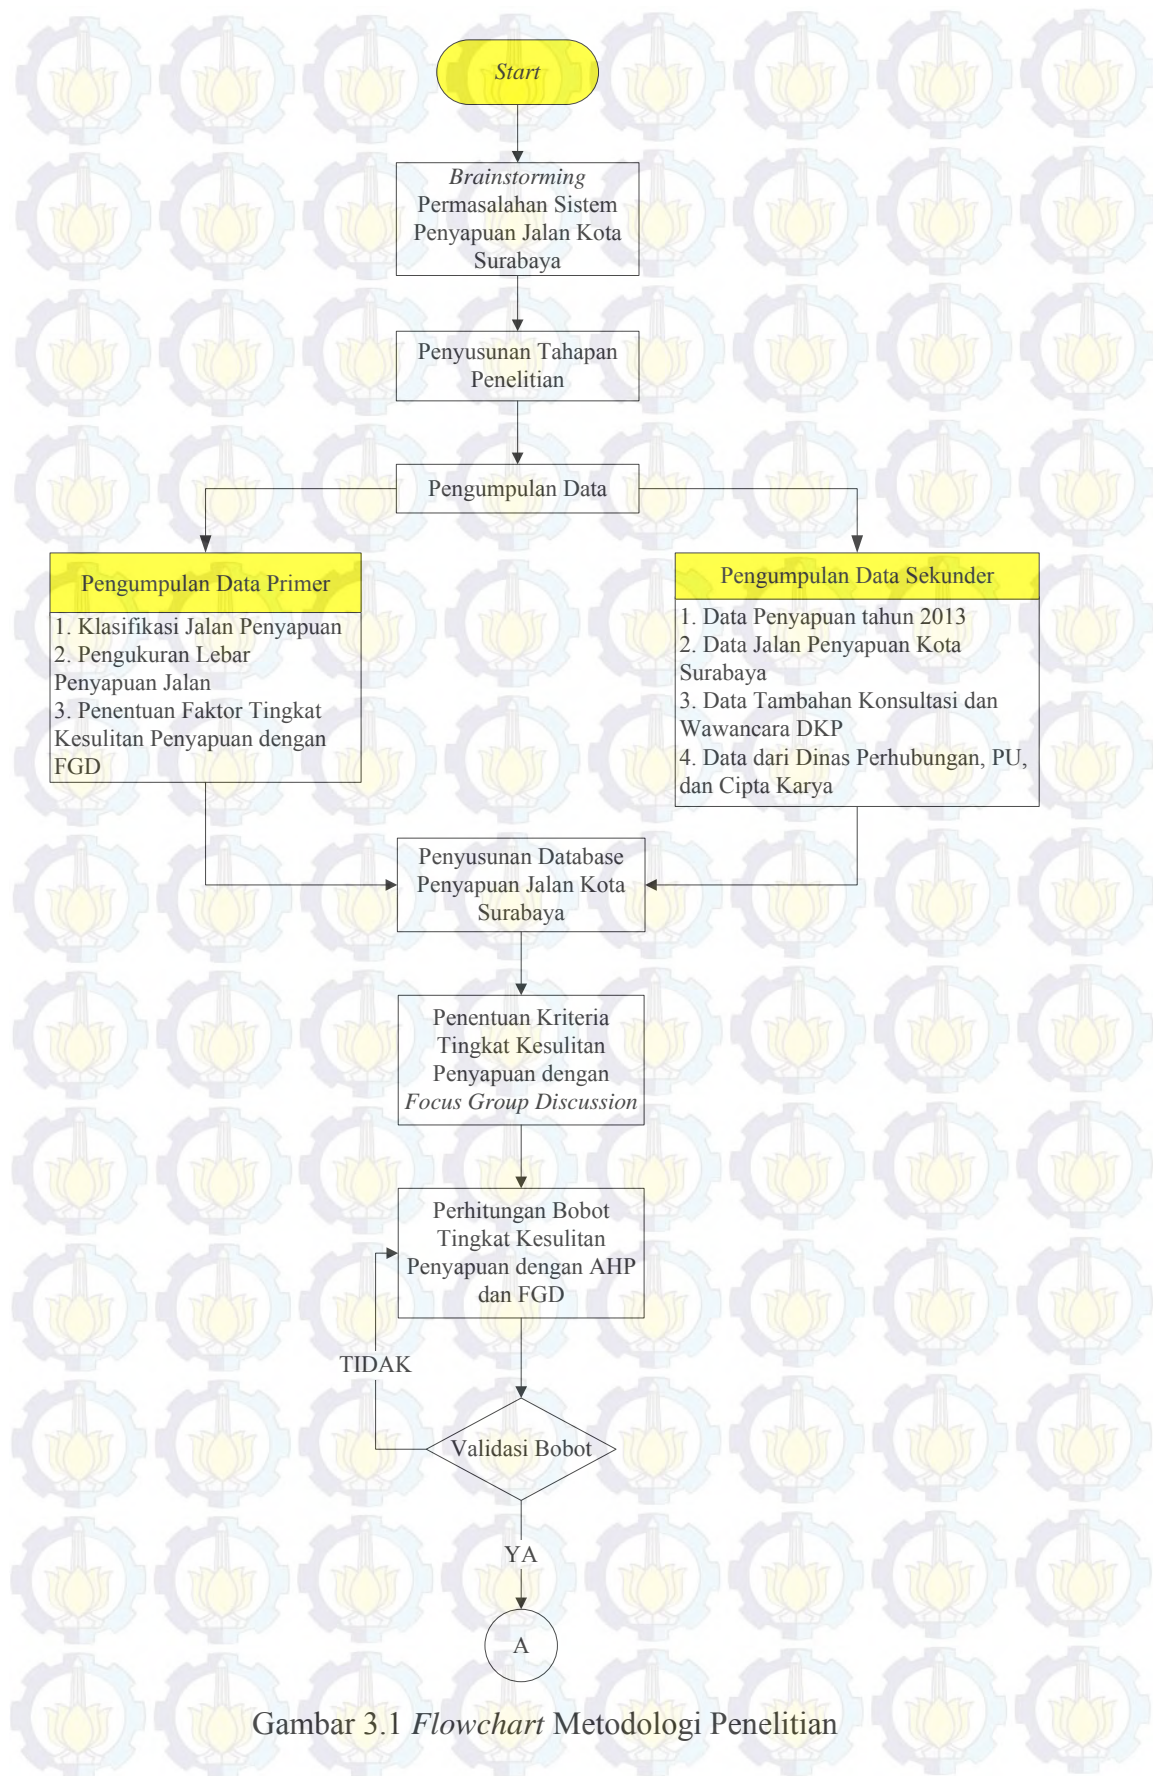 Start
Brainstorming
Permasalahan Sistem
Penyapuan Jalan Kota
Surabaya
Penyusunan Tahapan
Penelitian
Pengumpulan Data
Pengumpulan Data Primer
1. Klasifikasi Jalan Penyapuan
2. Pengukuran Lebar
Penyapuan Jalan
3. Penentuan Faktor Tingkat
Kesulitan Penyapuan dengan
FGD
Pengumpulan Data Sekunder
1. Data Penyapuan tahun 2013
2. Data Jalan Penyapuan Kota
Surabaya
3. Data Tambahan Konsultasi dan
Wawancara DKP
4. Data dari Dinas Perhubungan, PU,
dan Cipta Karya
Penyusunan Database
Penyapuan Jalan Kota
Surabaya
Penentuan Kriteria
Tingkat Kesulitan
Penyapuan dengan
Focus Group Discussion
Perhitungan Bobot
Tingkat Kesulitan
Penyapuan dengan AHP
dan FGD
TIDAK
Validasi Bobot
YA
A
Gambar 3.1 Flowchart Metodologi Penelitian